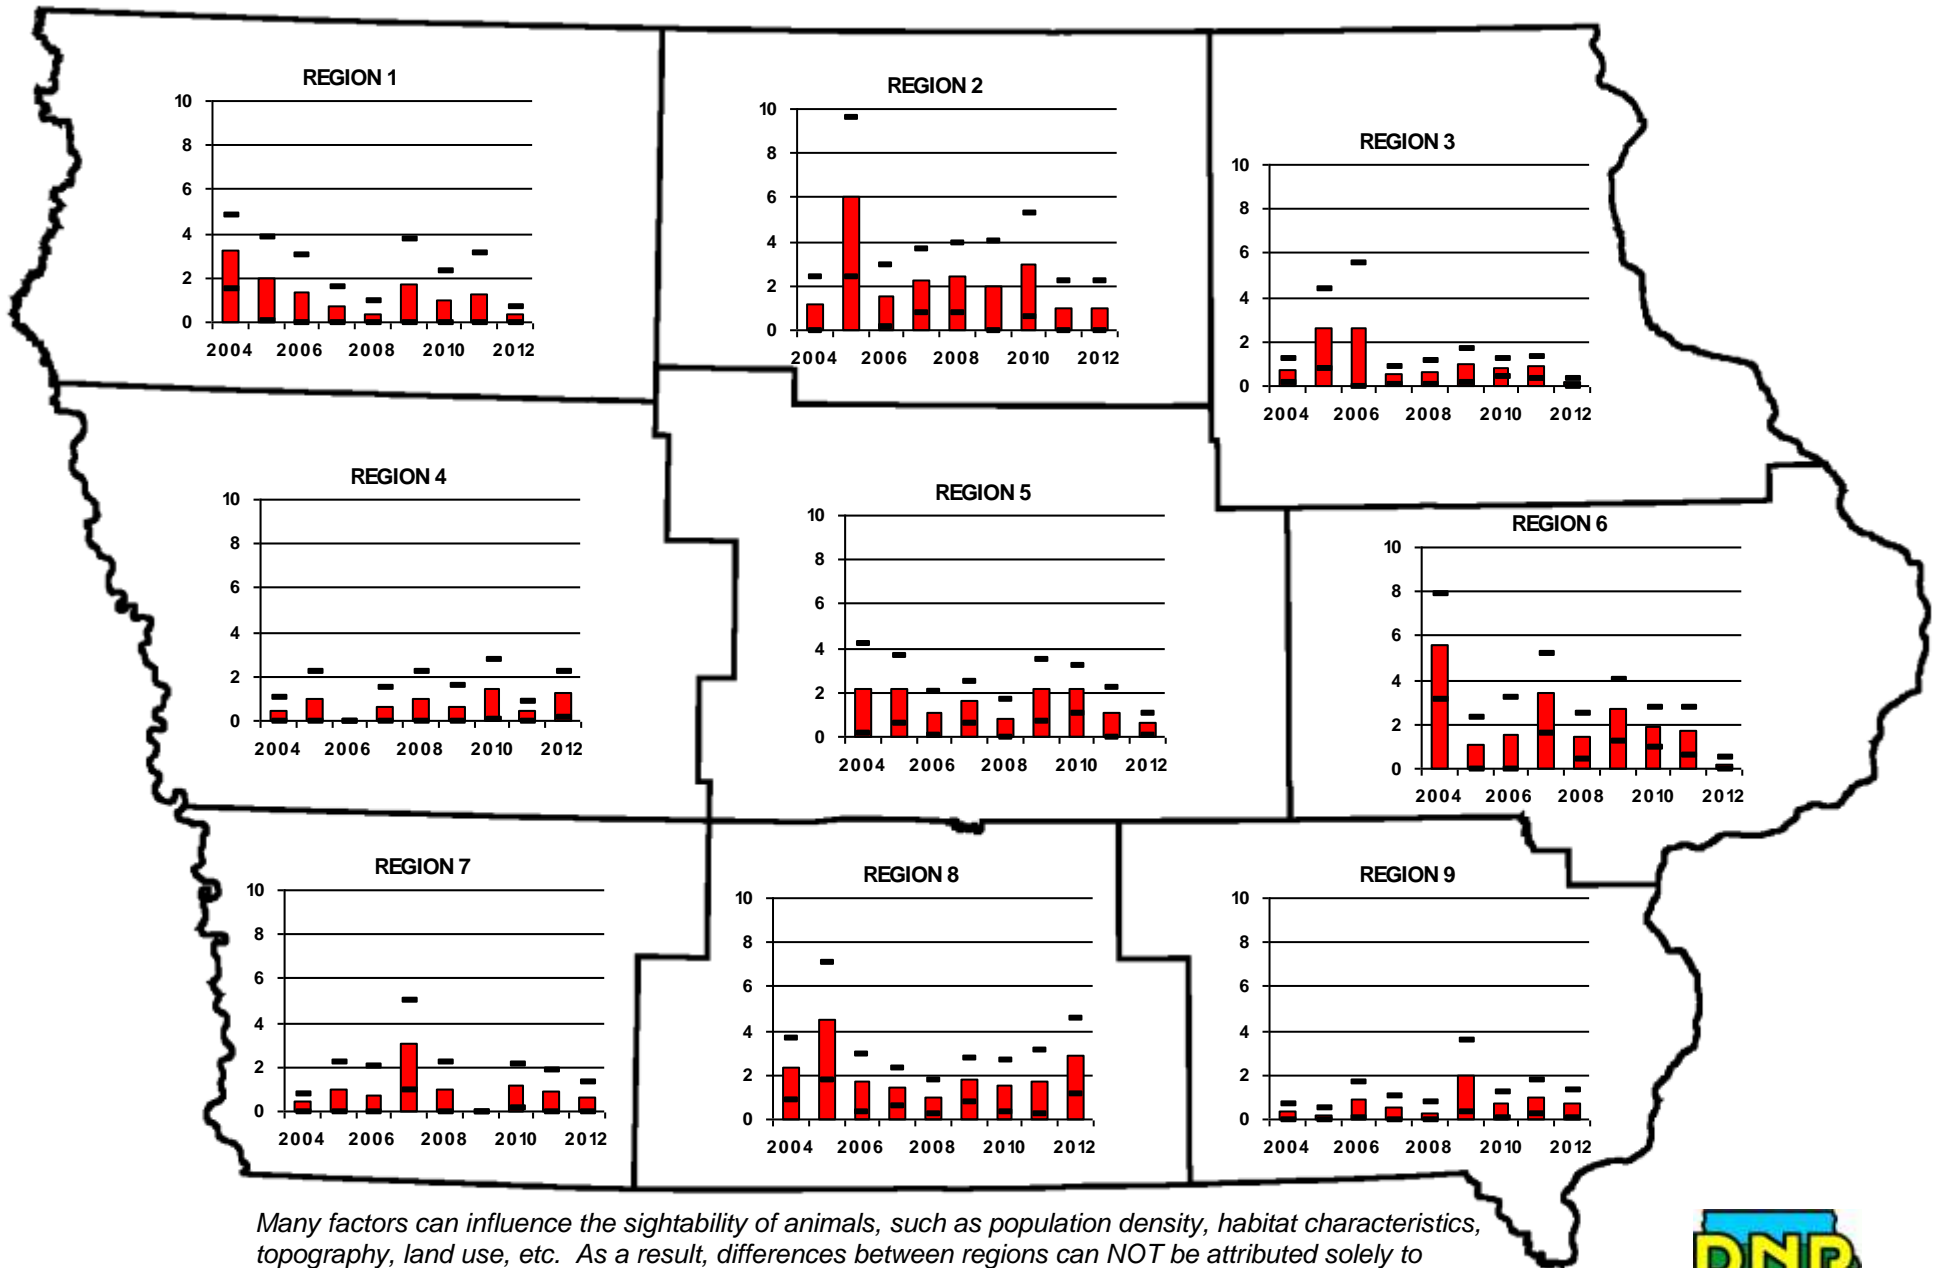 REGION 1
10
8
6
4
2
0
2004 2006 2008 2010 2012
REGION 2
10
8
6
4
2
0
2004 2006 2008 2010 2012
REGION 3
10
8
6
4
2
0
2004 2006 2008 2010 2012
REGION 4
10
8
6
4
2
0
2004 2006 2008 2010 2012
REGION 5
10
8
6
4
2
0
2004 2006 2008 2010 2012
REGION 6
10
8
6
4
2
0
2004 2006 2008 2010 2012
REGION 7
10
8
6
4
2
0
2004 2006 2008 2010 2012
REGION 8
10
8
6
4
2
0
2004 2006 2008 2010 2012
REGION 9
10
8
6
4
2
0
2004 2006 2008 2010 2012
Many factors can influence the sightability of animals, such as population density, habitat characteristics,
topography, land use, etc. As a result, differences between regions can NOT be attributed solely to
DNR